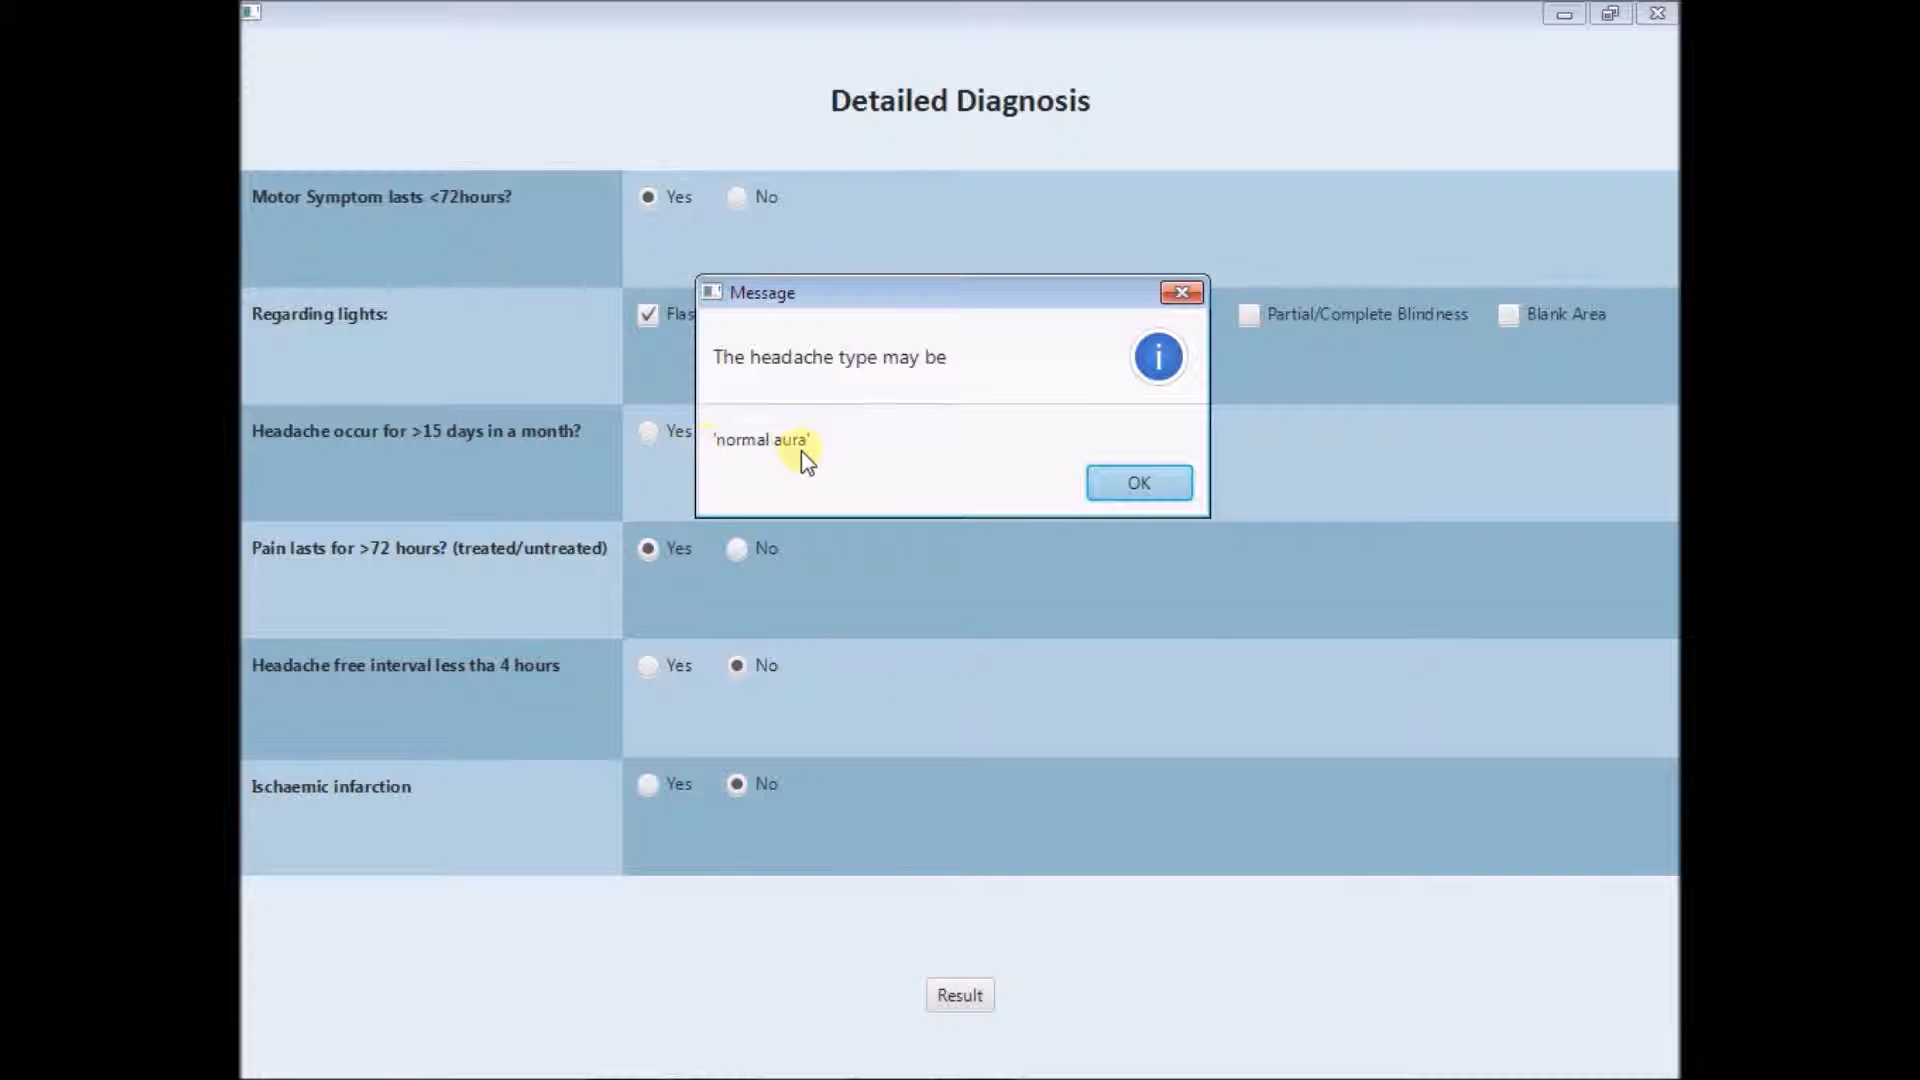 Detailed Diagnosis
Motor Symptom lasts <72hours?
Yes No
Message
Regarding lights:
Partial/Complete Blindness Blank Area
The headache type may be
Headache occur for >15 days in a month?
Yes
'normal aura'
OK
Pain lasts for >72 hours? (treated/untreated)
Yes No
Headache free interval less tha 4 hours
Yes No
Ischaemic infarction
Yes No
Result